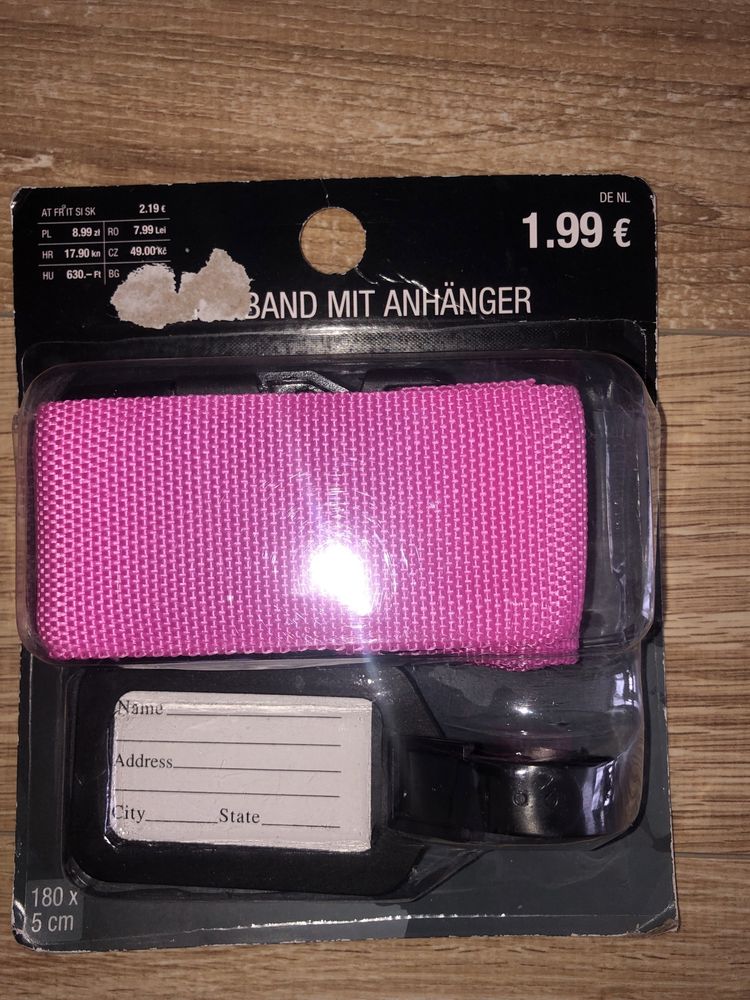 AT FR IT SI SK 2.19 €
PL 8.99 zł RO 7.99 Lei
HR 17.90 kn CZ 49.00 Kč
HU 630.– Ft BG
DE NL
1.99 €
BAND MIT ANHÄNGER
Name
Address
City State
180 x
5 cm